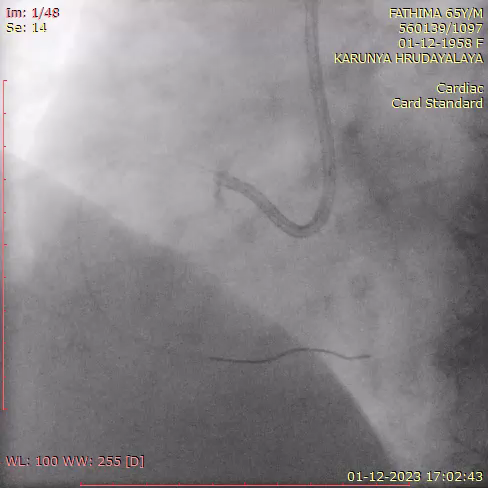 Im: 1/48
Se: 14
FATHIMA 65Y/M
560139/1097
01-12-1958 F
KARUNYA HRUDAYALAYA
Cardiac
Card Standard
WL: 100 WW: 255 [D]
01-12-2023 17:02:43